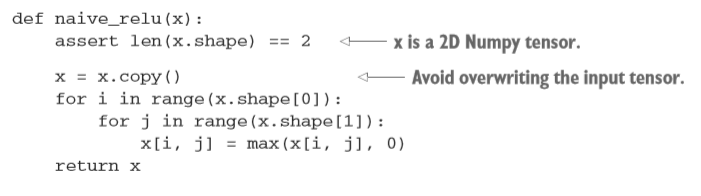 def naive_relu(x):
    assert len(x.shape) == 2 x is a 2D Numpy tensor.
    x = x.copy() Avoid overwriting the input tensor.
    for i in range(x.shape[0]):
        for j in range(x.shape[1]):
            x[i, j] = max(x[i, j], 0)
    return x